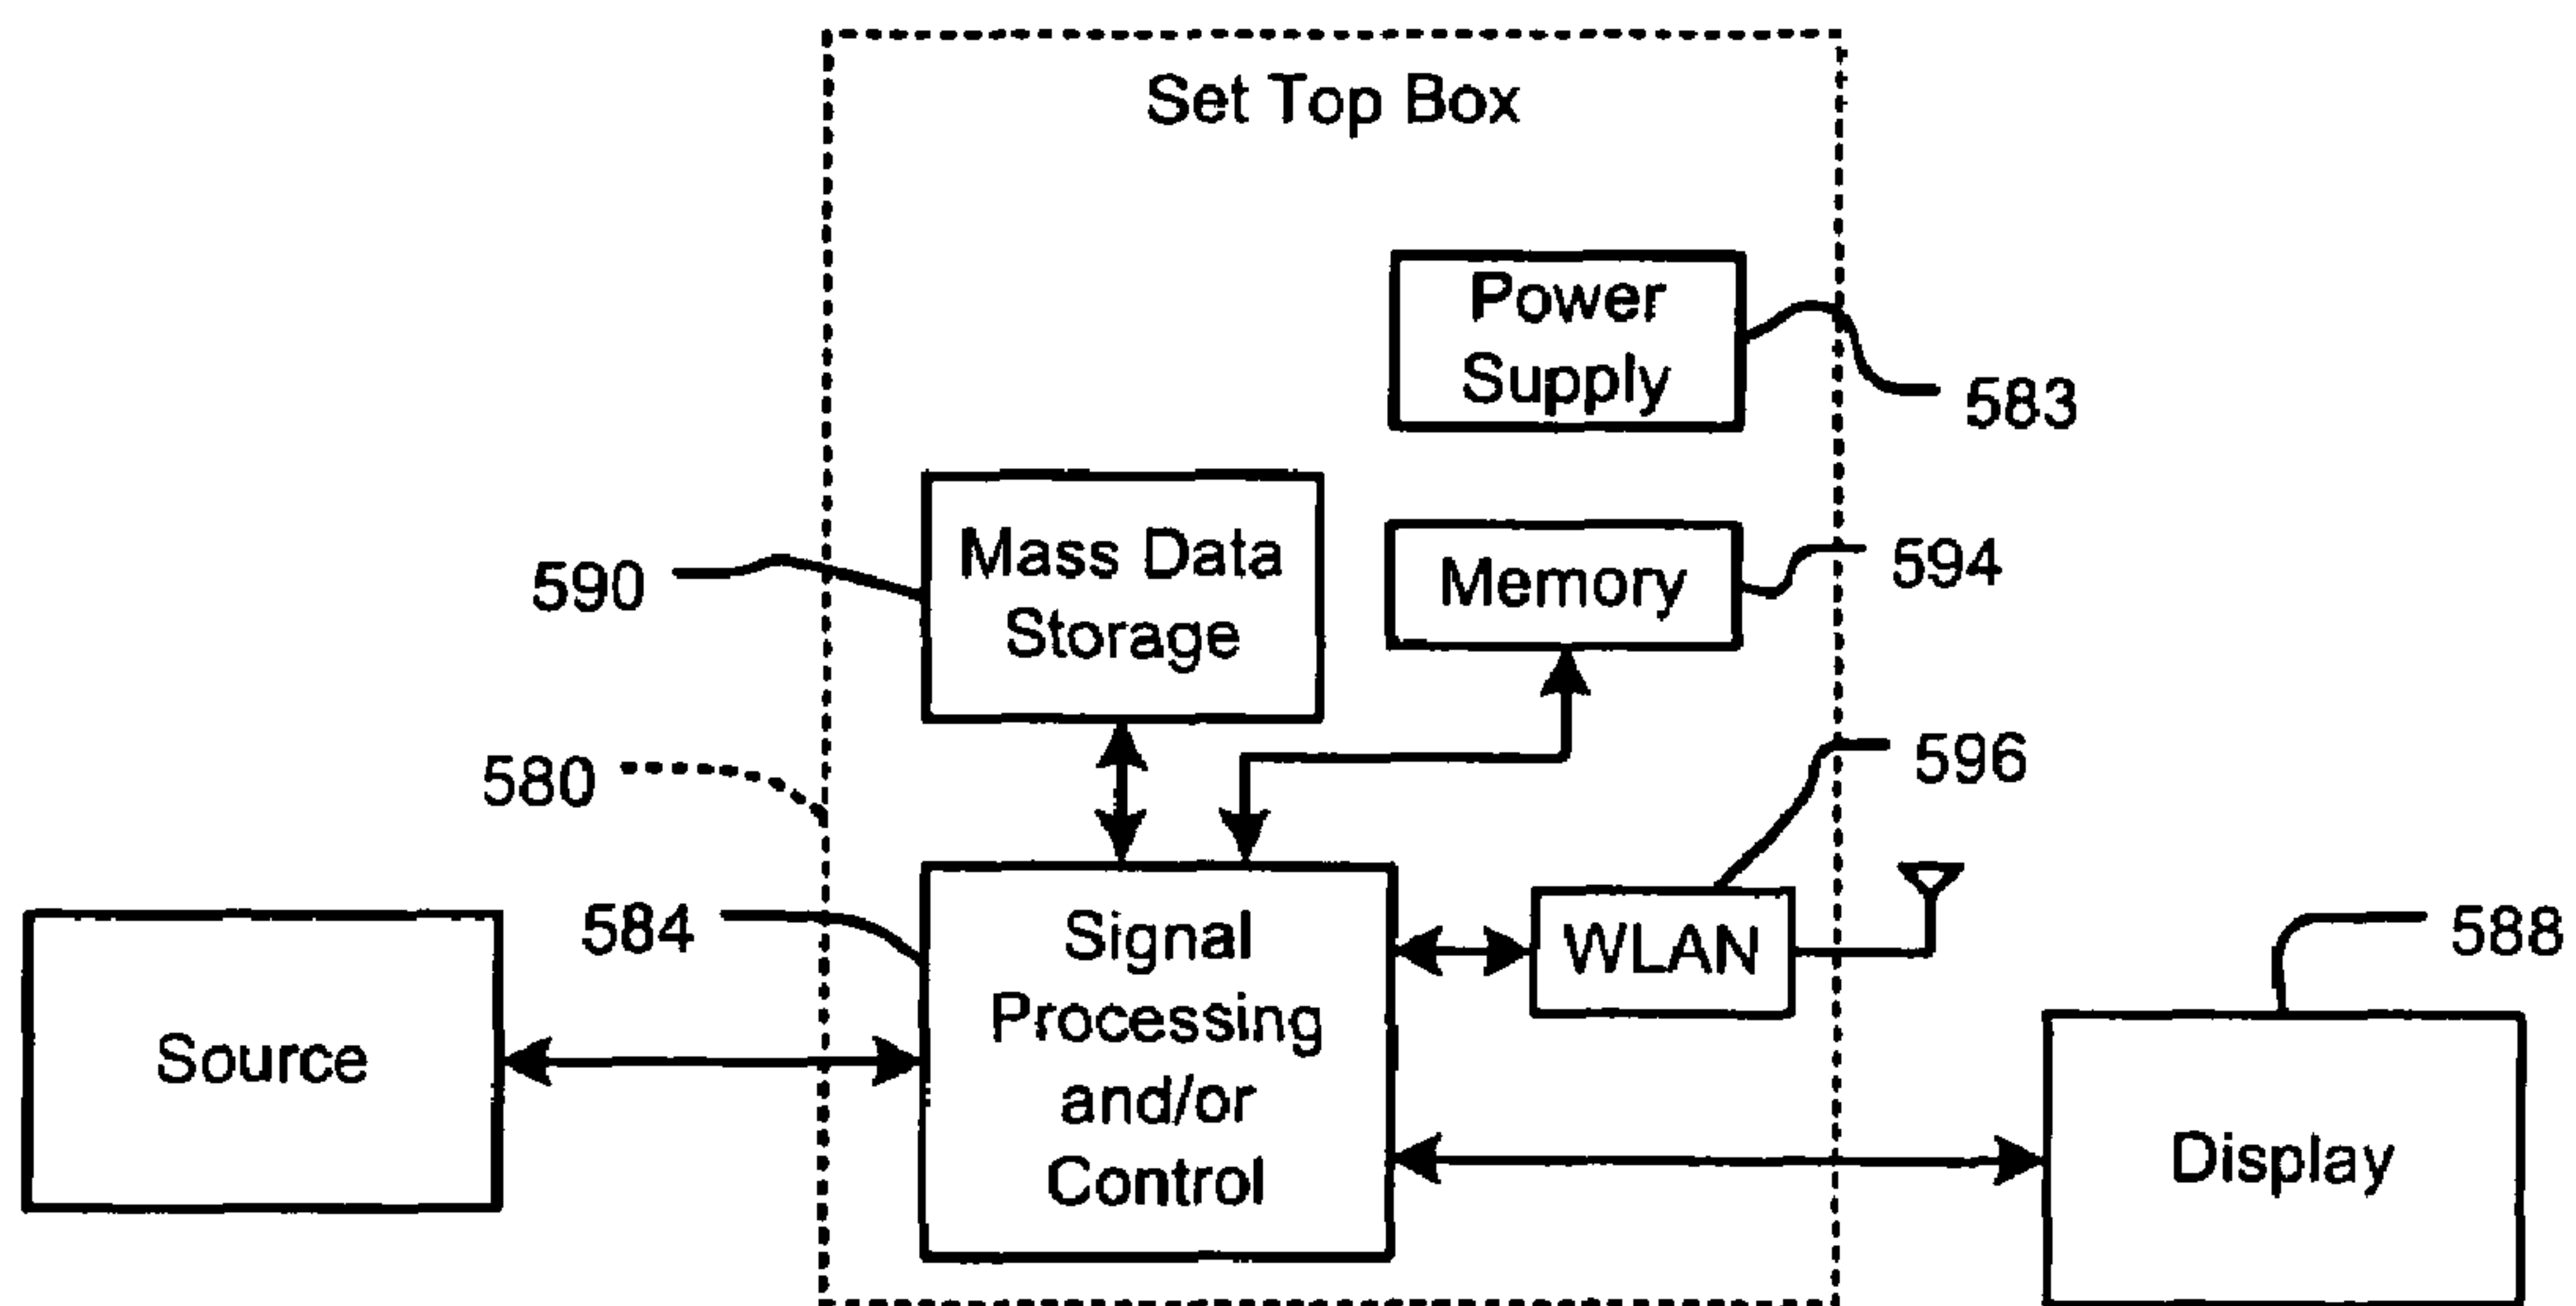 Set Top Box
Power
Supply
583
Mass Data
Storage
590
Memory
594
580
596
584
Signal
Processing
and/or
Control
WLAN
588
Source
Display